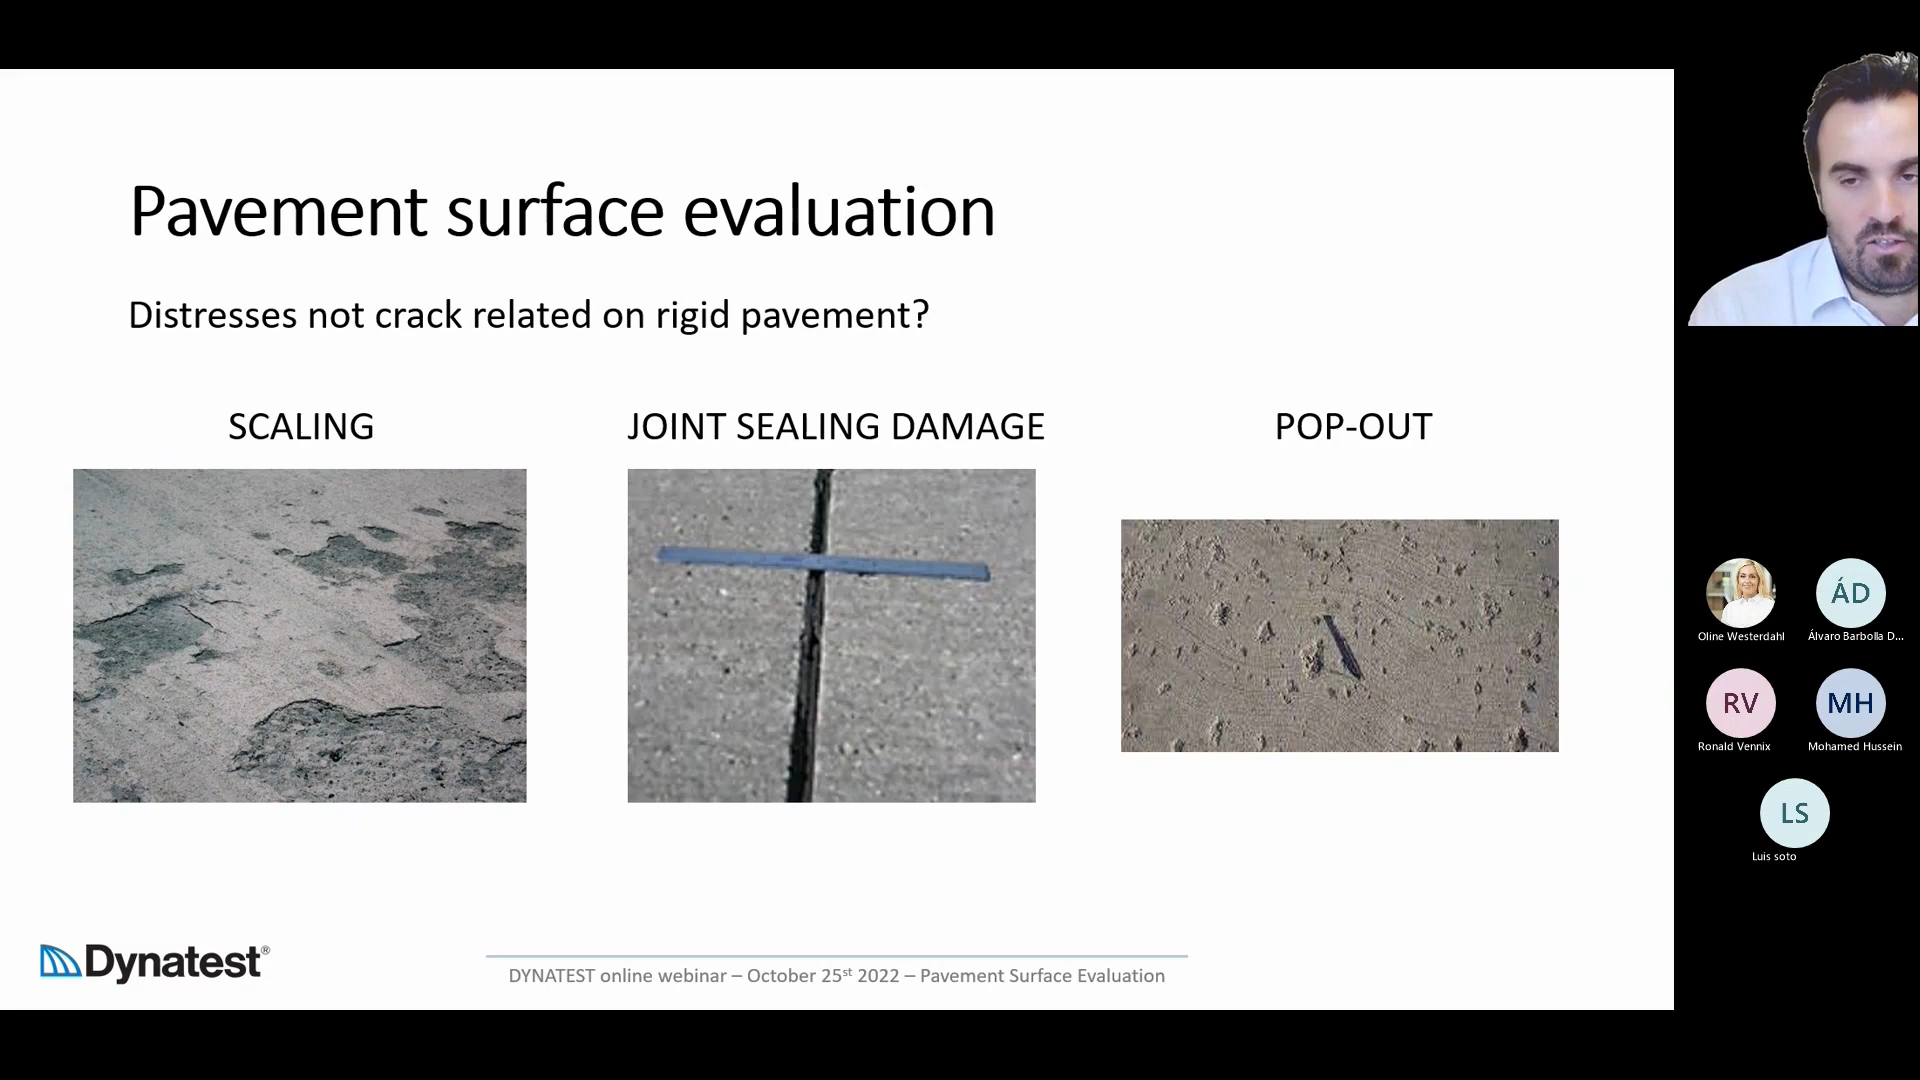 Pavement surface evaluation
Distresses not crack related on rigid pavement?
SCALING
JOINT SEALING DAMAGE
POP-OUT
Dynatest®
DYNATEST online webinar – October 25st 2022 – Pavement Surface Evaluation
Oline Westerdahl
ÁD
Álvaro Barbolla D...
RV
Ronald Vennix
MH
Mohamed Hussein
LS
Luis soto